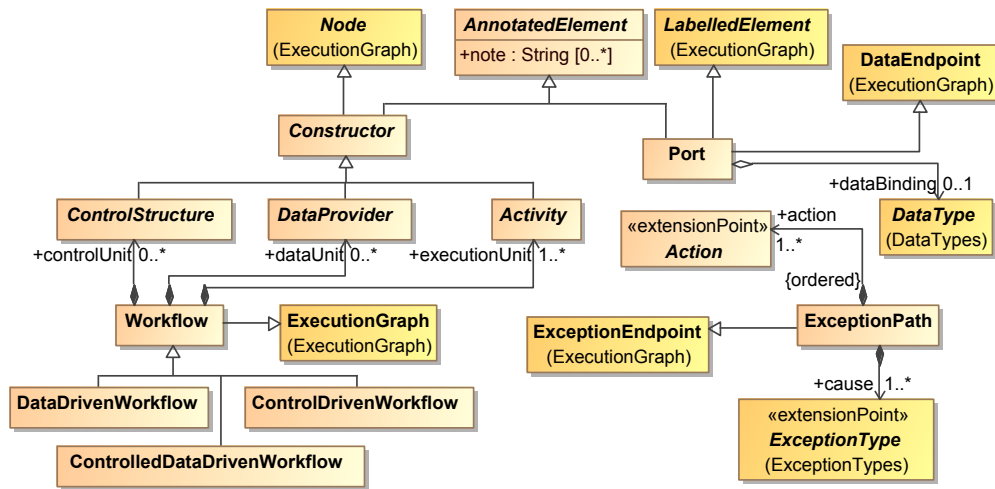 Node
(ExecutionGraph)
AnnotatedElement
+note : String [0..*]
LabelledElement
(ExecutionGraph)
DataEndpoint
(ExecutionGraph)
Constructor
Port
+dataBinding 0..1
ControlStructure
DataProvider
Activity
«extensionPoint»
Action
+action
1..*
DataType
(DataTypes)
+controlUnit 0..*
+dataUnit 0..*
+executionUnit 1..*
{ordered}
Workflow
ExecutionGraph
(ExecutionGraph)
ExceptionEndpoint
(ExecutionGraph)
ExceptionPath
DataDrivenWorkflow
ControlDrivenWorkflow
+cause 1..*
ControlledDataDrivenWorkflow
«extensionPoint»
ExceptionType
(ExceptionTypes)